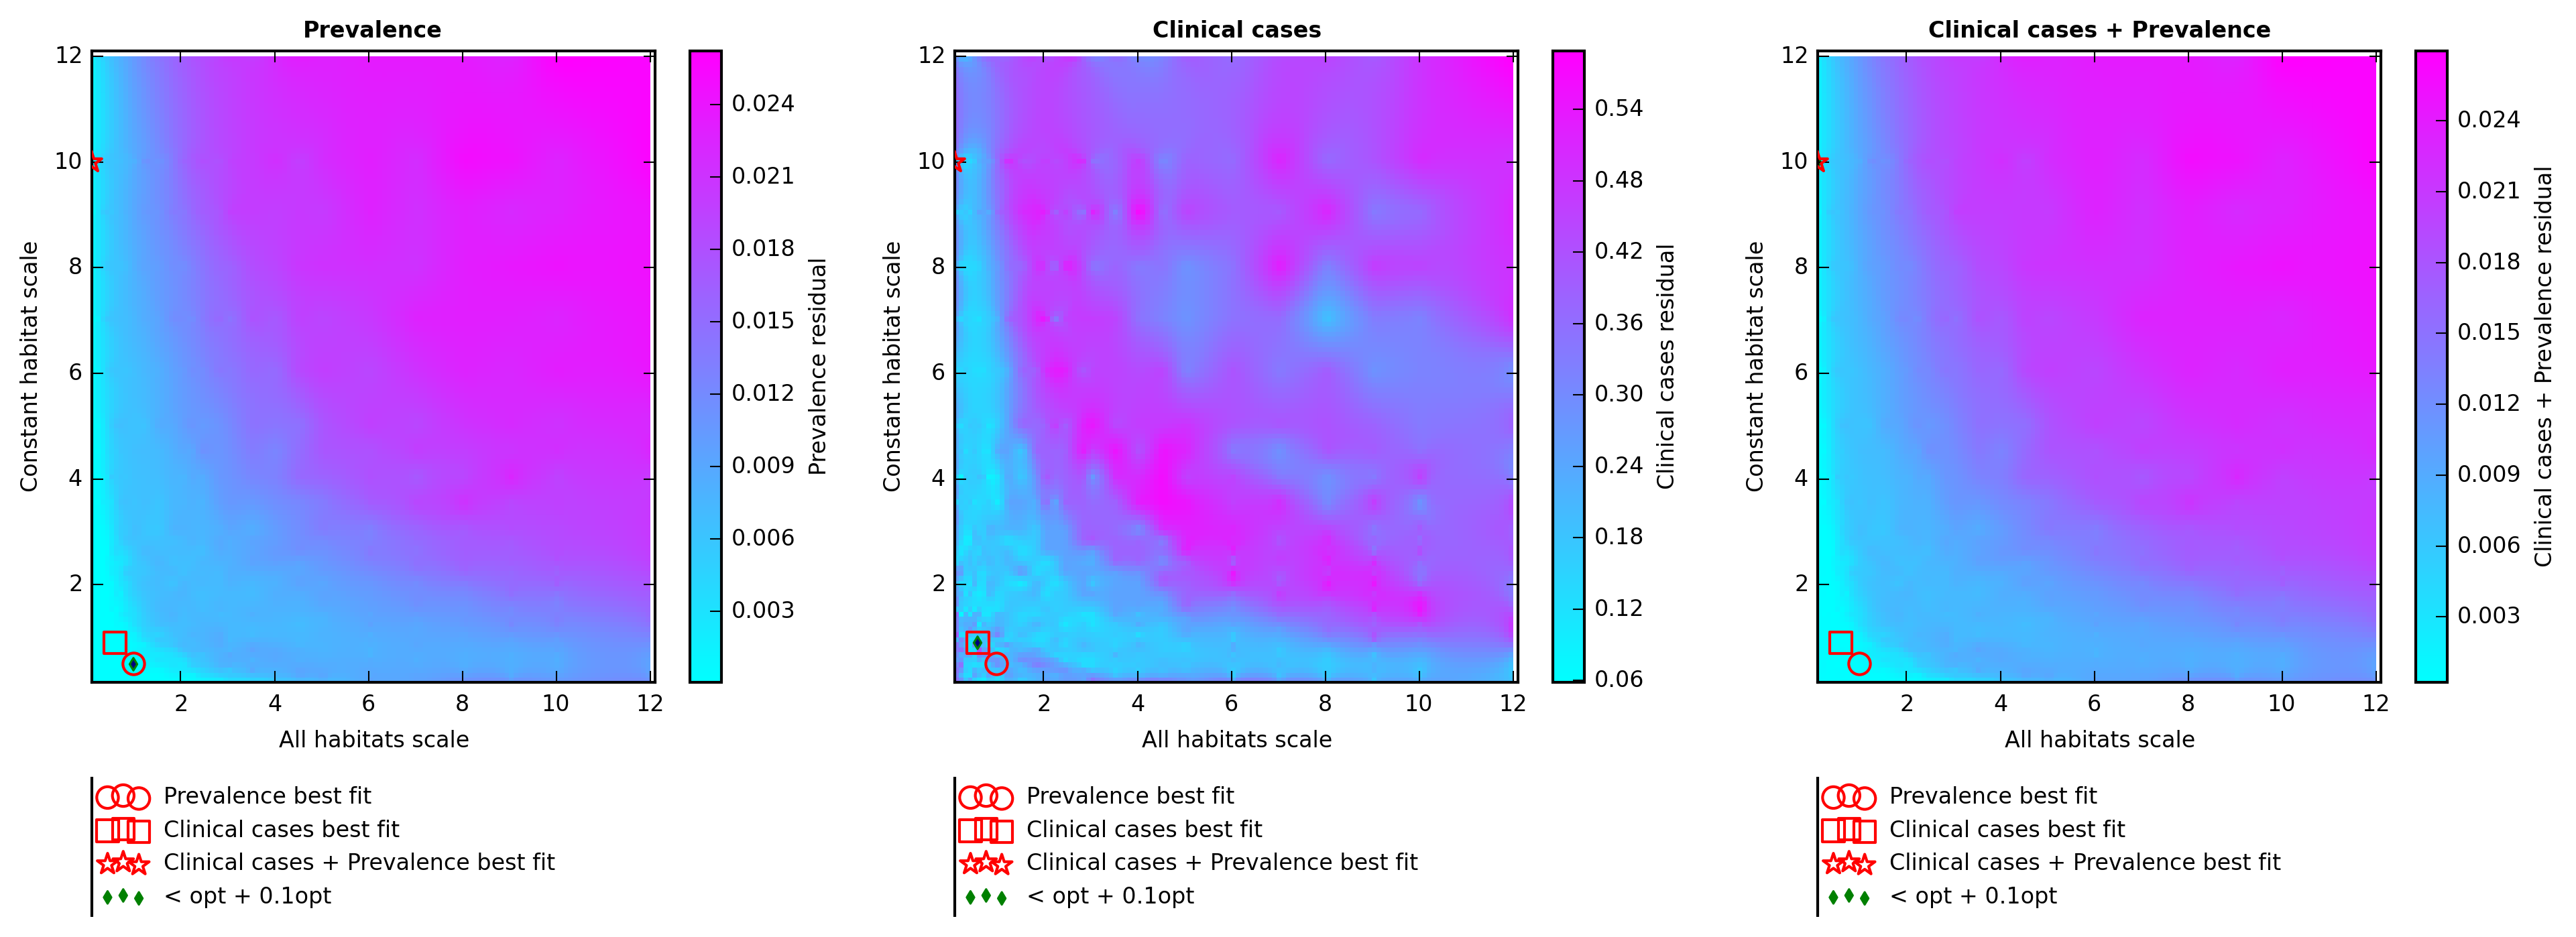 Prevalence
Constant habitat scale
12
10
8
6
4
2
2 4 6 8 10 12
All habitats scale
0.024
0.021
0.018
0.015
0.012
0.009
0.006
0.003
Prevalence residual
Prevalence best fit
Clinical cases best fit
Clinical cases + Prevalence best fit
< opt + 0.1opt
Clinical cases
Constant habitat scale
12
10
8
6
4
2
2 4 6 8 10 12
All habitats scale
0.54
0.48
0.42
0.36
0.30
0.24
0.18
0.12
0.06
Clinical cases residual
Prevalence best fit
Clinical cases best fit
Clinical cases + Prevalence best fit
< opt + 0.1opt
Clinical cases + Prevalence
Constant habitat scale
12
10
8
6
4
2
2 4 6 8 10 12
All habitats scale
0.024
0.021
0.018
0.015
0.012
0.009
0.006
0.003
Clinical cases + Prevalence residual
Prevalence best fit
Clinical cases best fit
Clinical cases + Prevalence best fit
< opt + 0.1opt